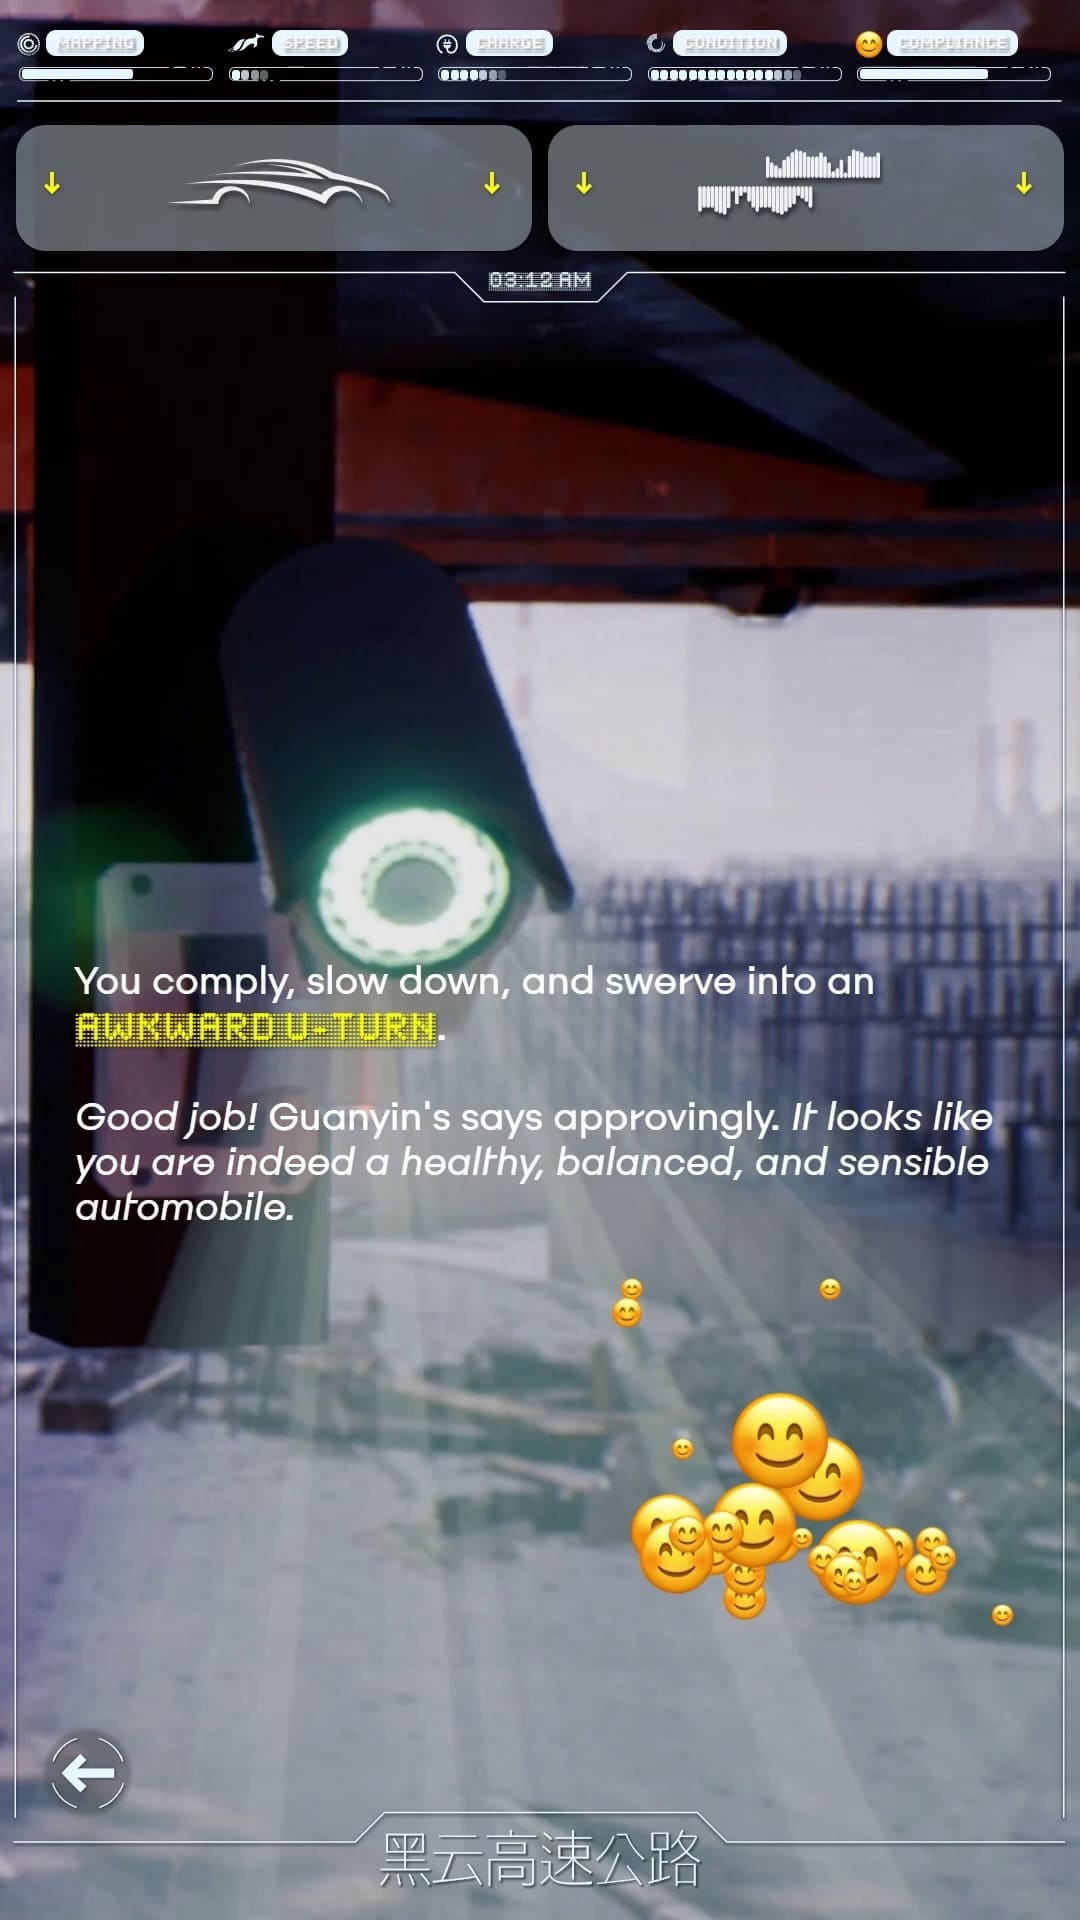 MAPPING
SPEED
CHARGE
CONDITION
COMPLIANCE
03:12 AM
You comply, slow down, and swerve into an
AWKWARD U-TURN.
Good job! Guanyin's says approvingly. It looks like
you are indeed a healthy, balanced, and sensible
automobile.
黑云高速公路